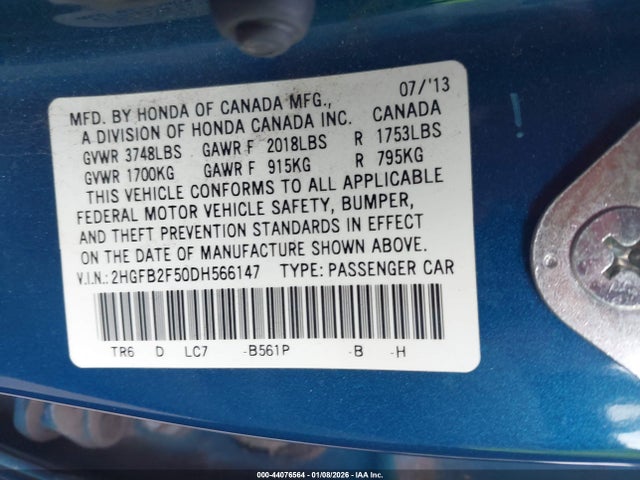 07/'13
MFD. BY HONDA OF CANADA MFG.,
A DIVISION OF HONDA CANADA INC. CANADA
GVWR 3748LBS GAWR F 2018LBS R 1753LBS
GVWR 1700KG GAWR F 915KG R 795KG
THIS VEHICLE CONFORMS TO ALL APPLICABLE
FEDERAL MOTOR VEHICLE SAFETY, BUMPER,
AND THEFT PREVENTION STANDARDS IN EFFECT
ON THE DATE OF MANUFACTURE SHOWN ABOVE.
V.I.N.: 2HGFB2F50DH566147 TYPE: PASSENGER CAR
TR6 D LC7 -B561P -B -H
000-44076564 - 01/08/2026 - IAA Inc.